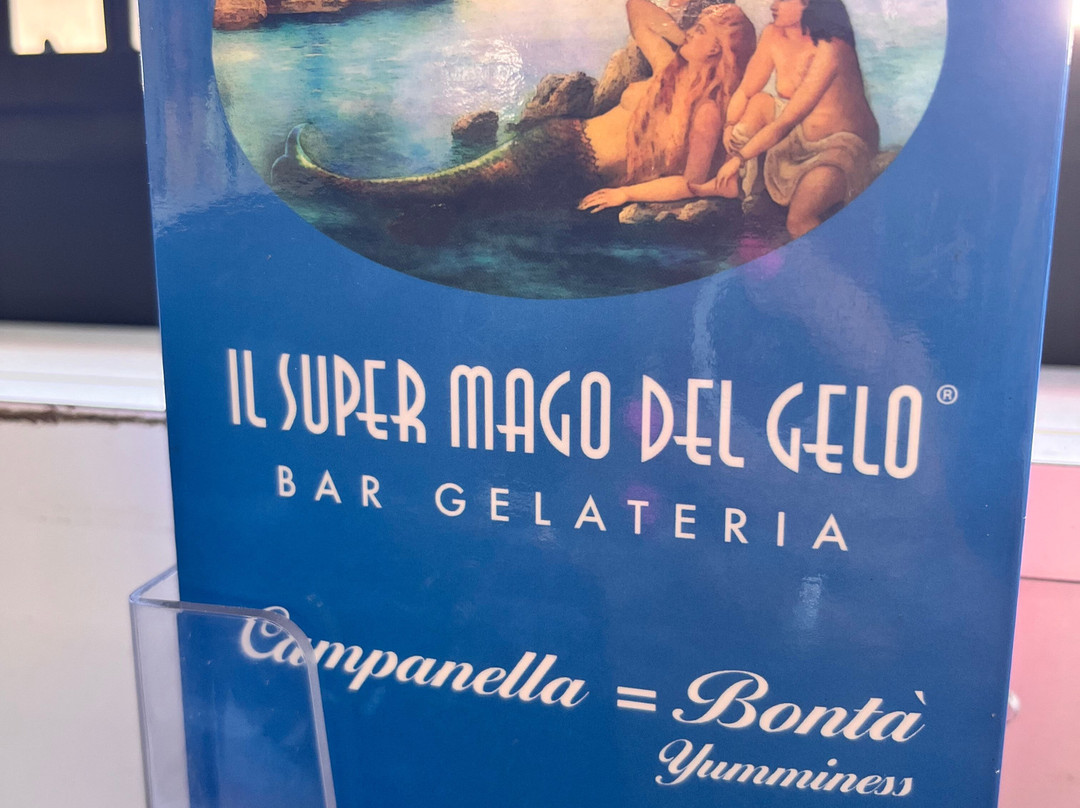 IL SUPER MAGO DEL GELO®
BAR GELATERIA
Campanella = Bontà
Yumminess